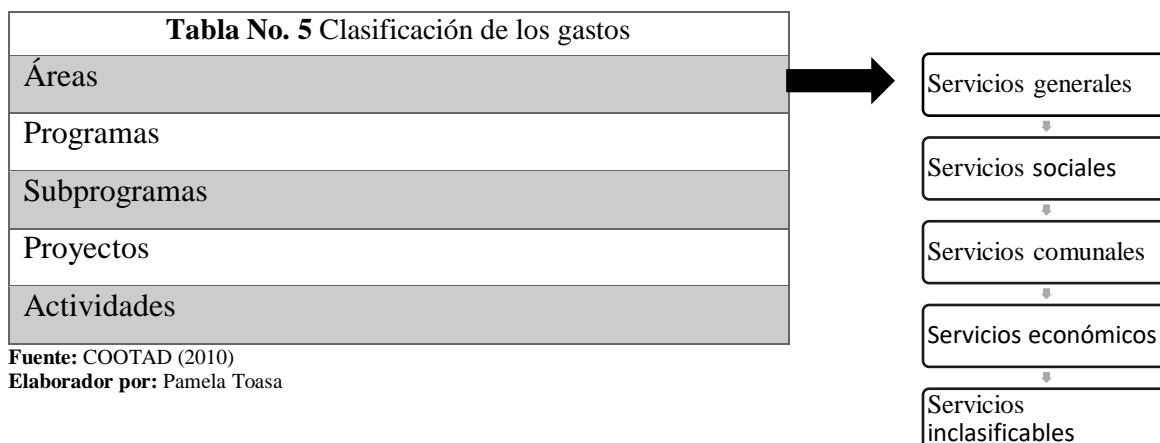 Tabla No. 5 Clasificación de los gastos
Áreas
Programas
Subprogramas
Proyectos
Actividades
Fuente: COOTAD (2010)
Elaborador por: Pamela Toasa
Servicios generales
Servicios sociales
Servicios comunales
Servicios económicos
Servicios
inclasificables